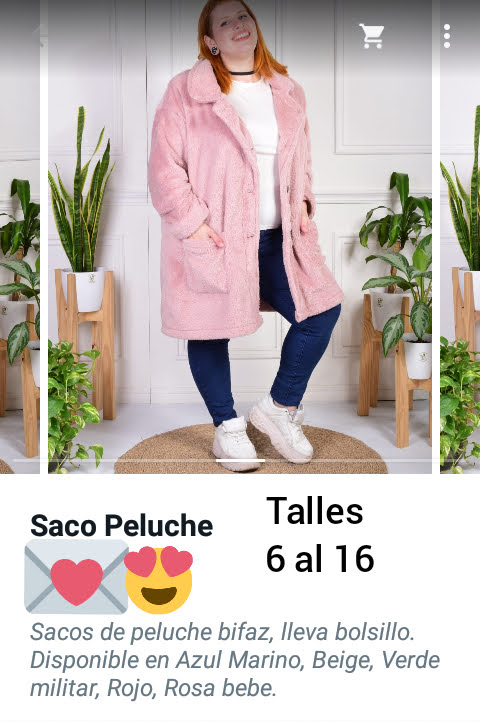 Saco Peluche
Talles
6 al 16
Sacos de peluche bifaz, lleva bolsillo.
Disponible en Azul Marino, Beige, Verde
militar, Rojo, Rosa bebe.